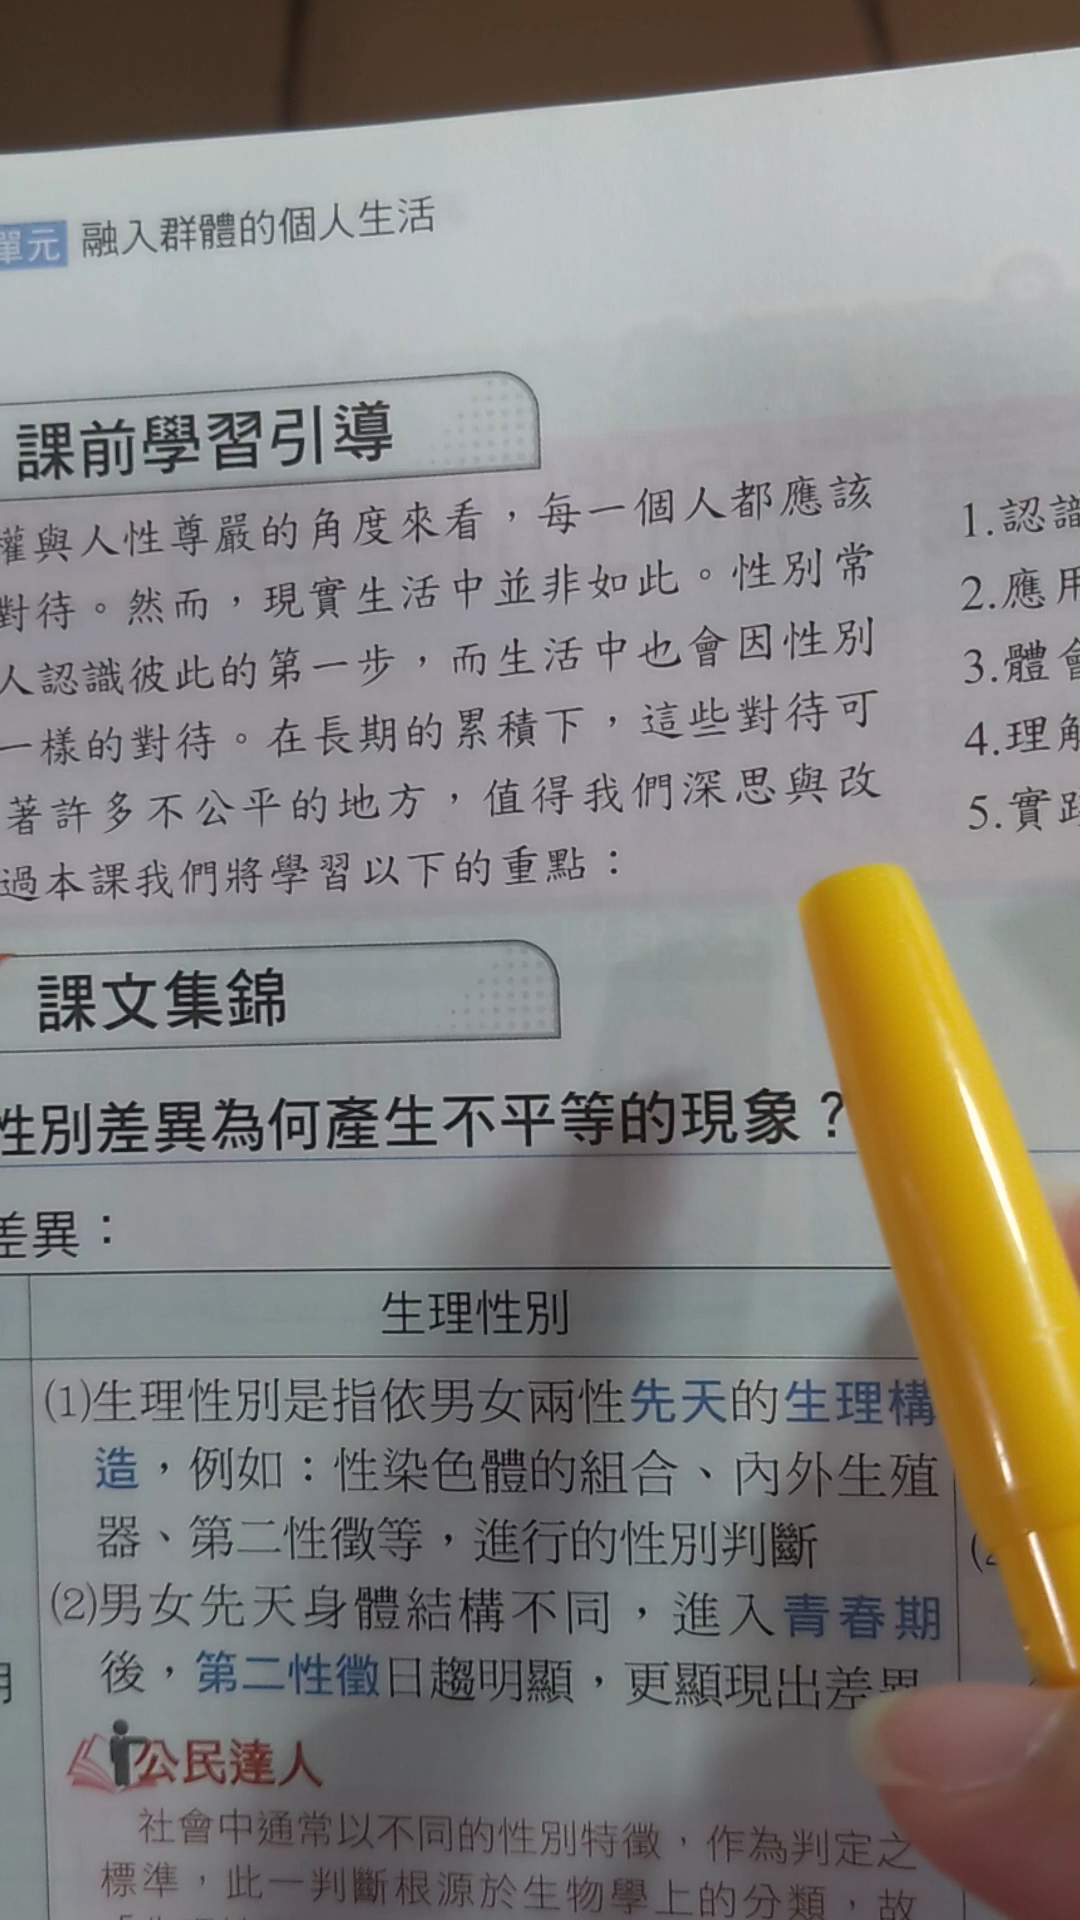 單元 融入群體的個人生活
課前學習引導
權與人性尊嚴的角度來看，每一個人都應該
對待。然而，現實生活中並非如此。性別常
人認識彼此的第一步，而生活中也會因性別
一樣的對待。在長期的累積下，這些對待可
著許多不公平的地方，值得我們深思與改
過本課我們將學習以下的重點：
1.認識
2.應用
3.體會
4.理解
5.實踐
課文集錦
性別差異為何產生不平等的現象？
差異：
生理性別
(1)生理性別是指依男女兩性先天的生理構
造，例如：性染色體的組合、內外生殖
器、第二性徵等，進行的性別判斷
(2)男女先天身體結構不同，進入青春期
後，第二性徵日趨明顯，更顯現出差異
公民達人
社會中通常以不同的性別特徵，作為判定之
標準，此一判斷根源於生物學上的分類，故